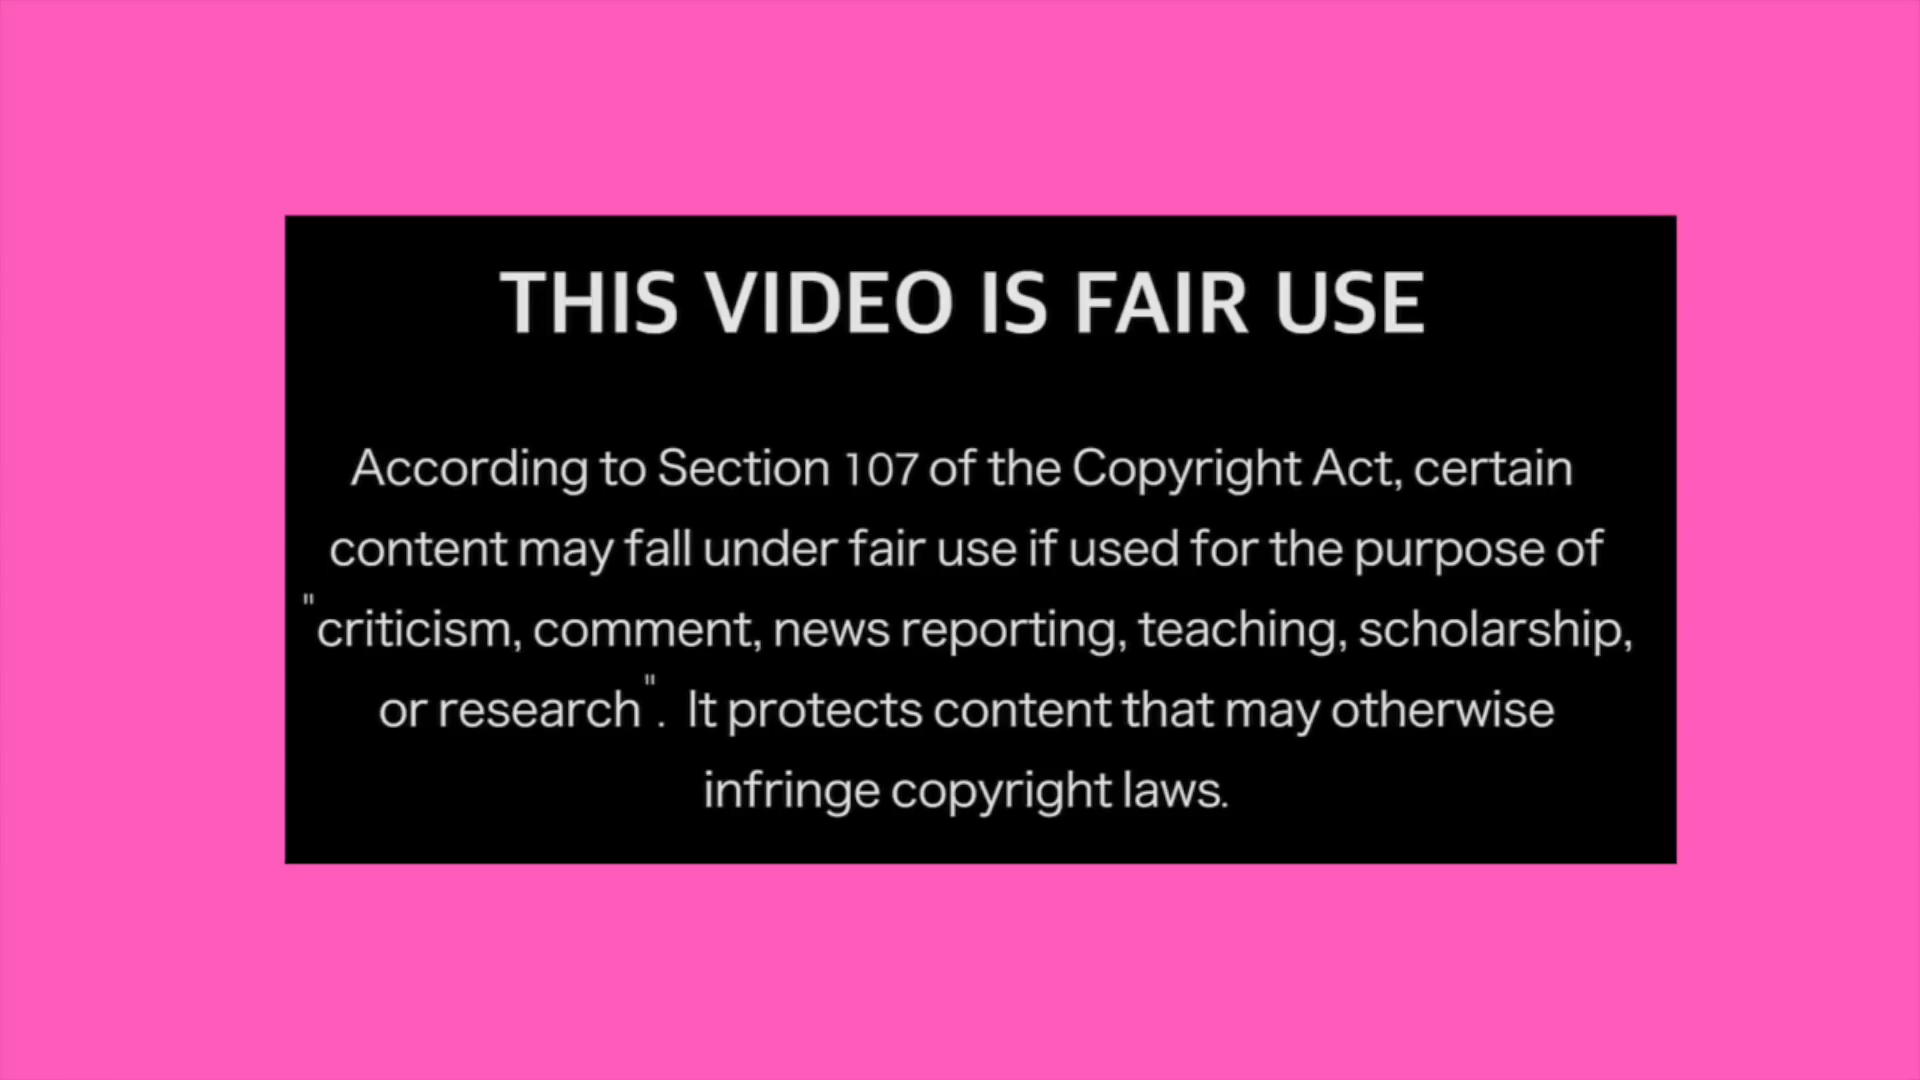 THIS VIDEO IS FAIR USE
According to Section 107 of the Copyright Act, certain
content may fall under fair use if used for the purpose of
"criticism, comment, news reporting, teaching, scholarship,
or research". It protects content that may otherwise
infringe copyright laws.